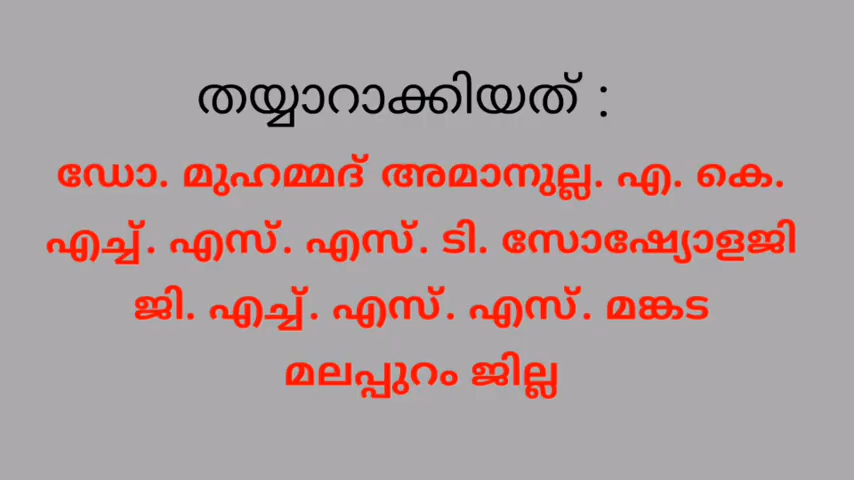 തയ്യാറാക്കിയത് :
ഡോ. മുഹമ്മദ് അമാനുല്ല. എ. കെ.
എച്ച്. എസ്. എസ്. ടി. സോഷ്യോളജി
ജി. എച്ച്. എസ്. എസ്. മങ്കട
മലപ്പുറം ജില്ല